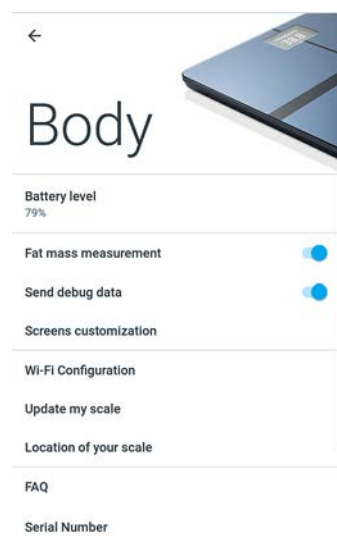 Body
Battery level
79%
Fat mass measurement
Send debug data
Screens customization
Wi-Fi Configuration
Update my scale
Location of your scale
FAQ
Serial Number